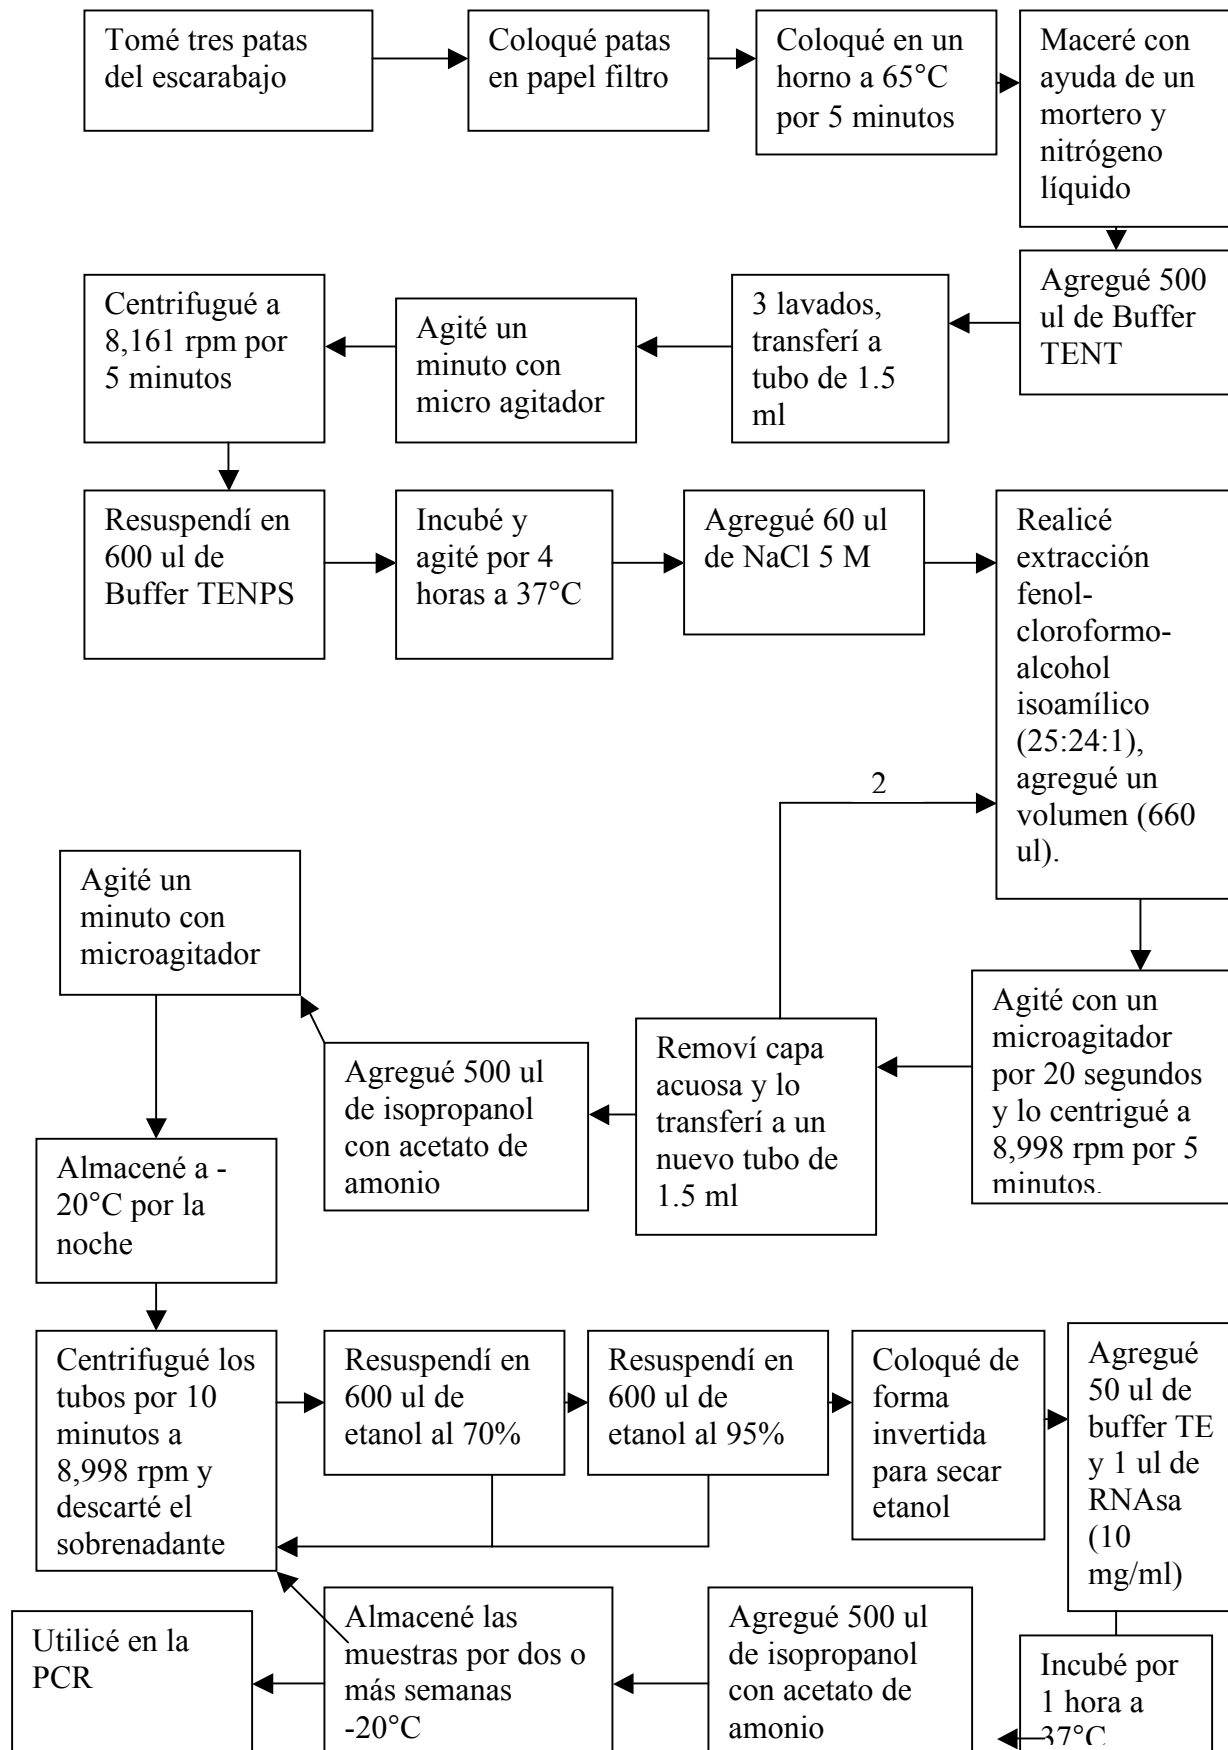 Tomé tres patas
del escarabajo
Coloqué patas
en papel filtro
Coloqué en un
horno a 65°C
por 5 minutos
Maceré con
ayuda de un
mortero y
nitrógeno
líquido
Agregué 500
ul de Buffer
TENT
3 lavados,
transferí a
tubo de 1.5
ml
Agité un
minuto con
micro agitador
Centrifugué a
8,161 rpm por
5 minutos
Resuspendí en
600 ul de
Buffer TENPS
Incubé y
agité por 4
horas a 37°C
Agregué 60 ul
de NaCl 5 M
Realicé
extracción
fenol-
cloroformo-
alcohol
isoamílico
(25:24:1),
agregué un
volumen (660
ul).
2
Agité con un
microagitador
por 20 segundos
y lo centrigué a
8,998 rpm por 5
minutos.
Removí capa
acuosa y lo
transferí a un
nuevo tubo de
1.5 ml
Agregué 500 ul
de isopropanol
con acetato de
amonio
Agité un
minuto con
microagitador
Almacené a -
20°C por la
noche
Centrifugué los
tubos por 10
minutos a
8,998 rpm y
descarté el
sobrenadante
Resuspendí en
600 ul de
etanol al 70%
Resuspendí en
600 ul de
etanol al 95%
Coloqué de
forma
invertida
para secar
etanol
Agregué
50 ul de
buffer TE
y 1 ul de
RNAsa
(10
mg/ml)
Incubé por
1 hora a
37°C
Agregué 500 ul
de isopropanol
con acetato de
amonio
Almacené las
muestras por dos o
más semanas
-20°C
Utilicé en la
PCR